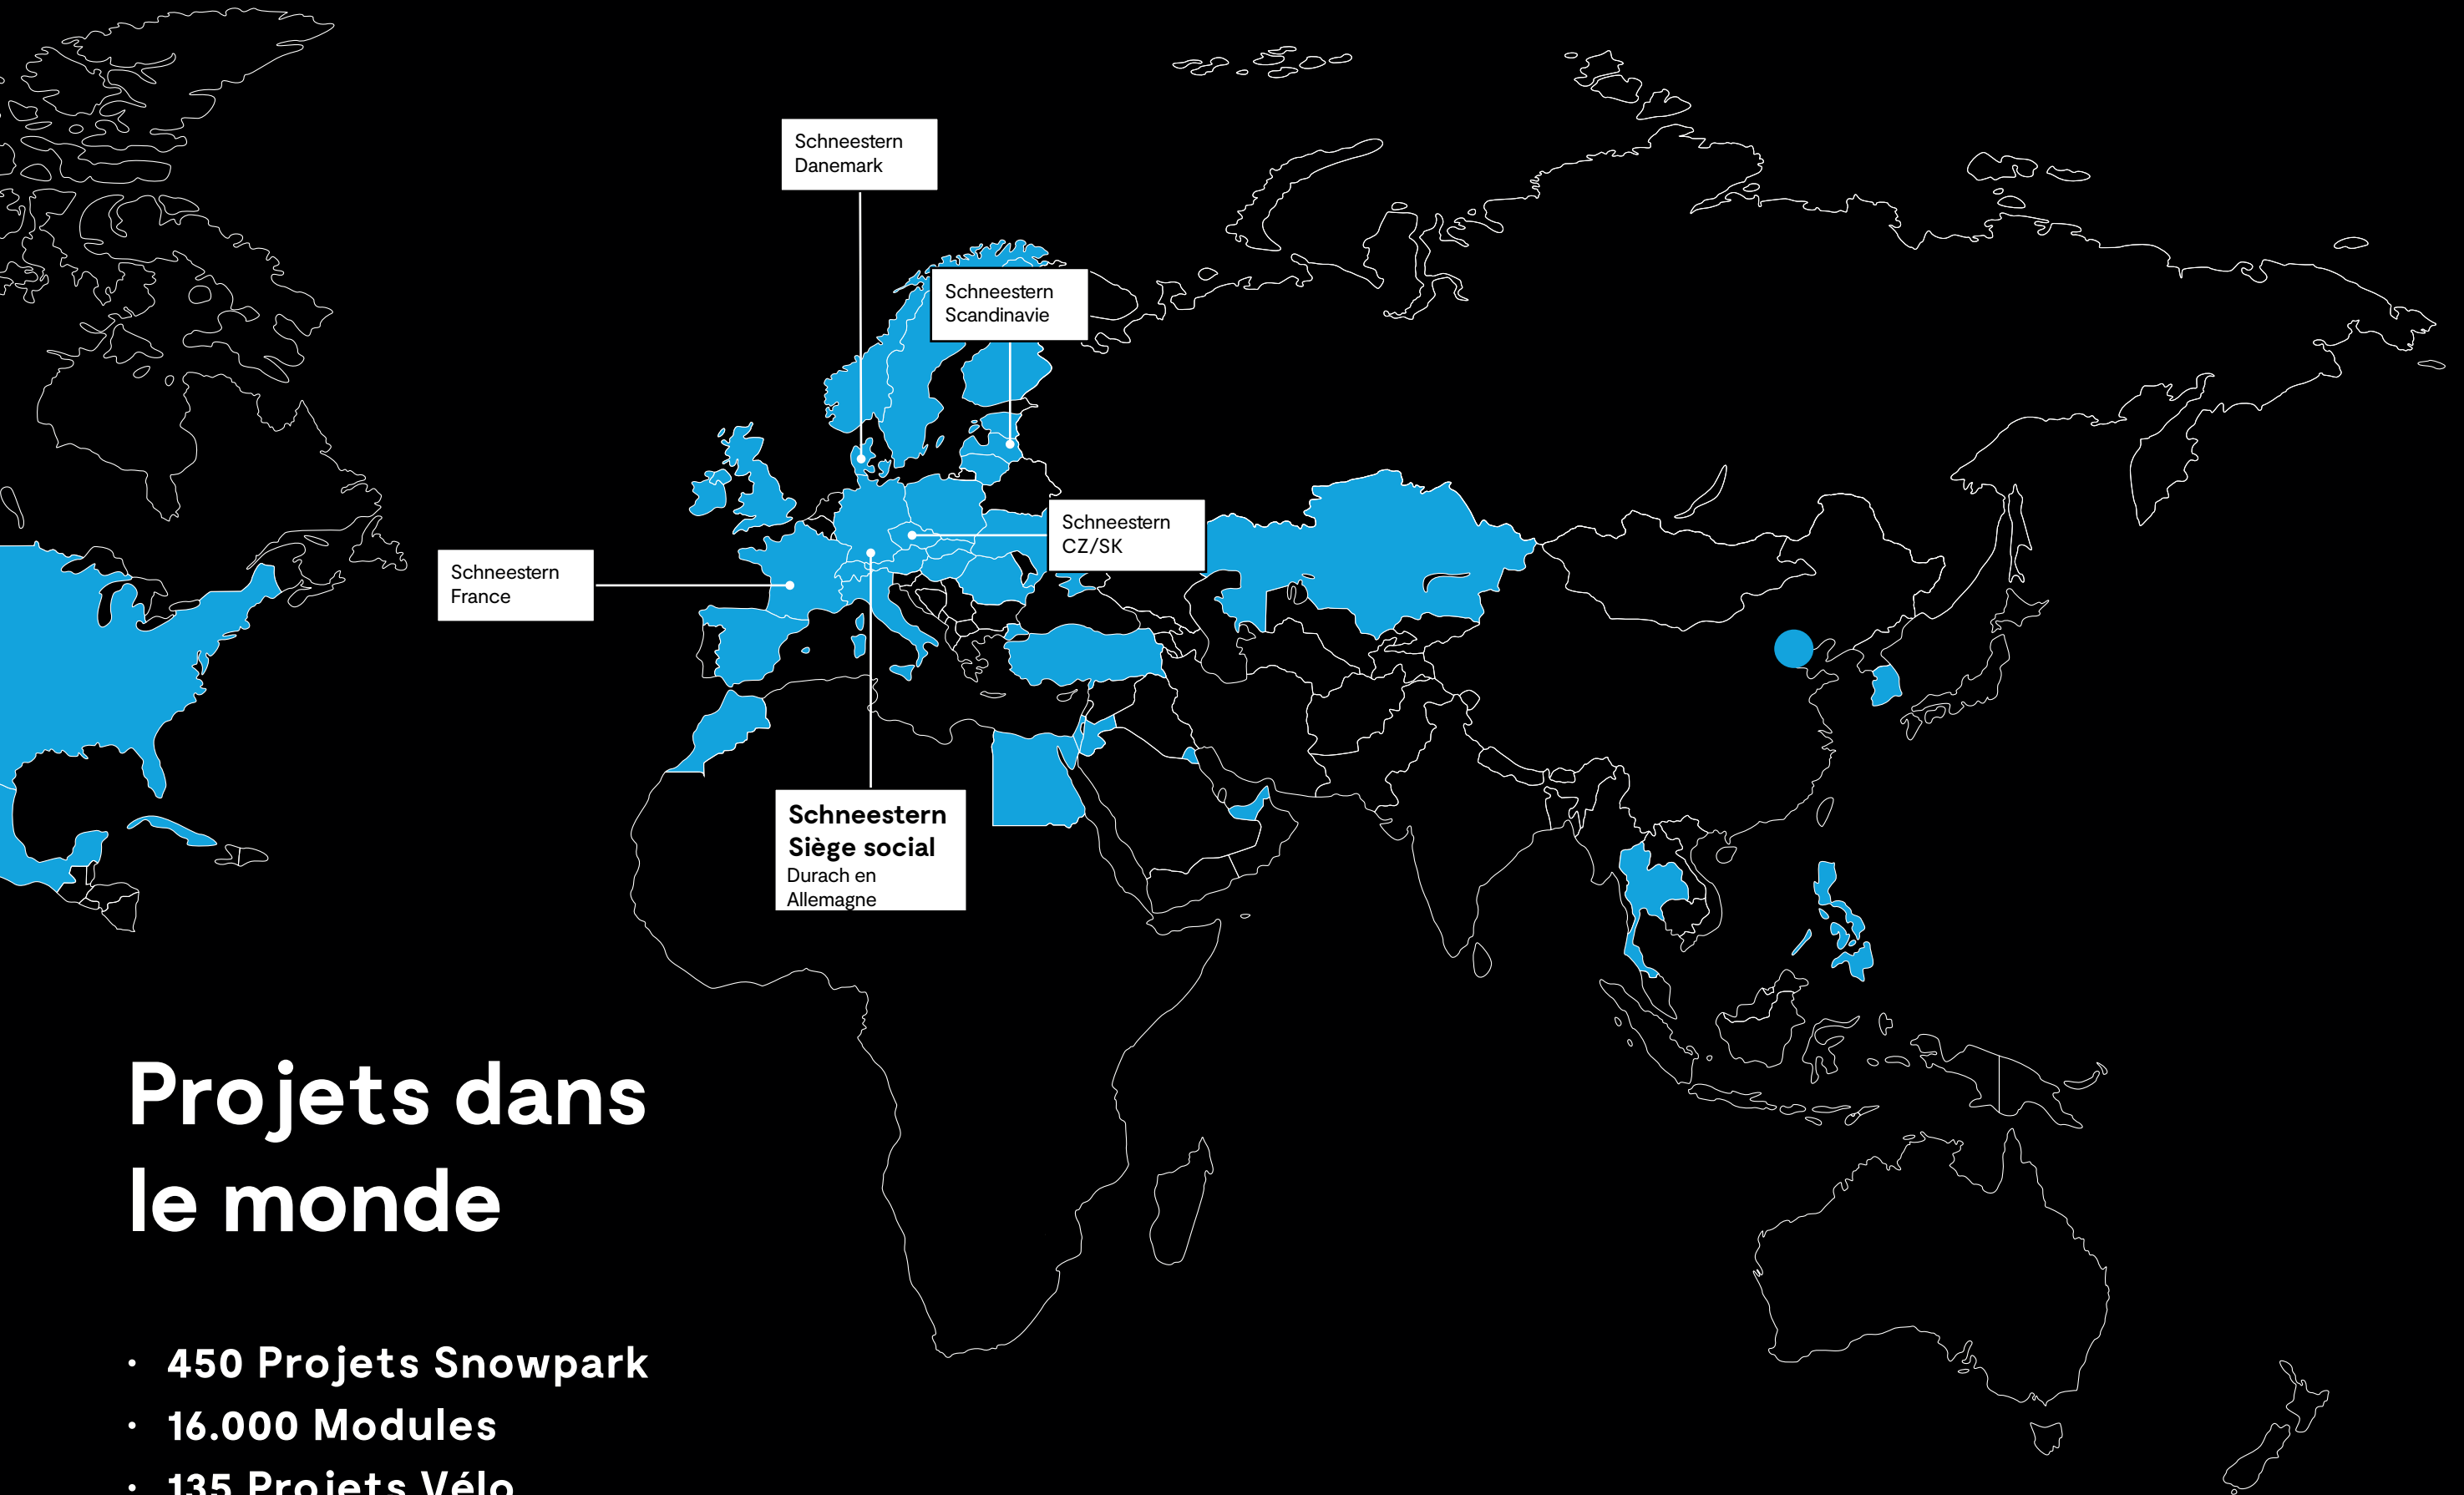 Schneestern
Danemark
Schneestern
Scandinavie
Schneestern
CZ/SK
Schneestern
France
Schneestern
Siège social
Durach en
Allemagne
Projets dans
le monde
• 450 Projets Snowpark
• 16.000 Modules
• 135 Projets Vélo